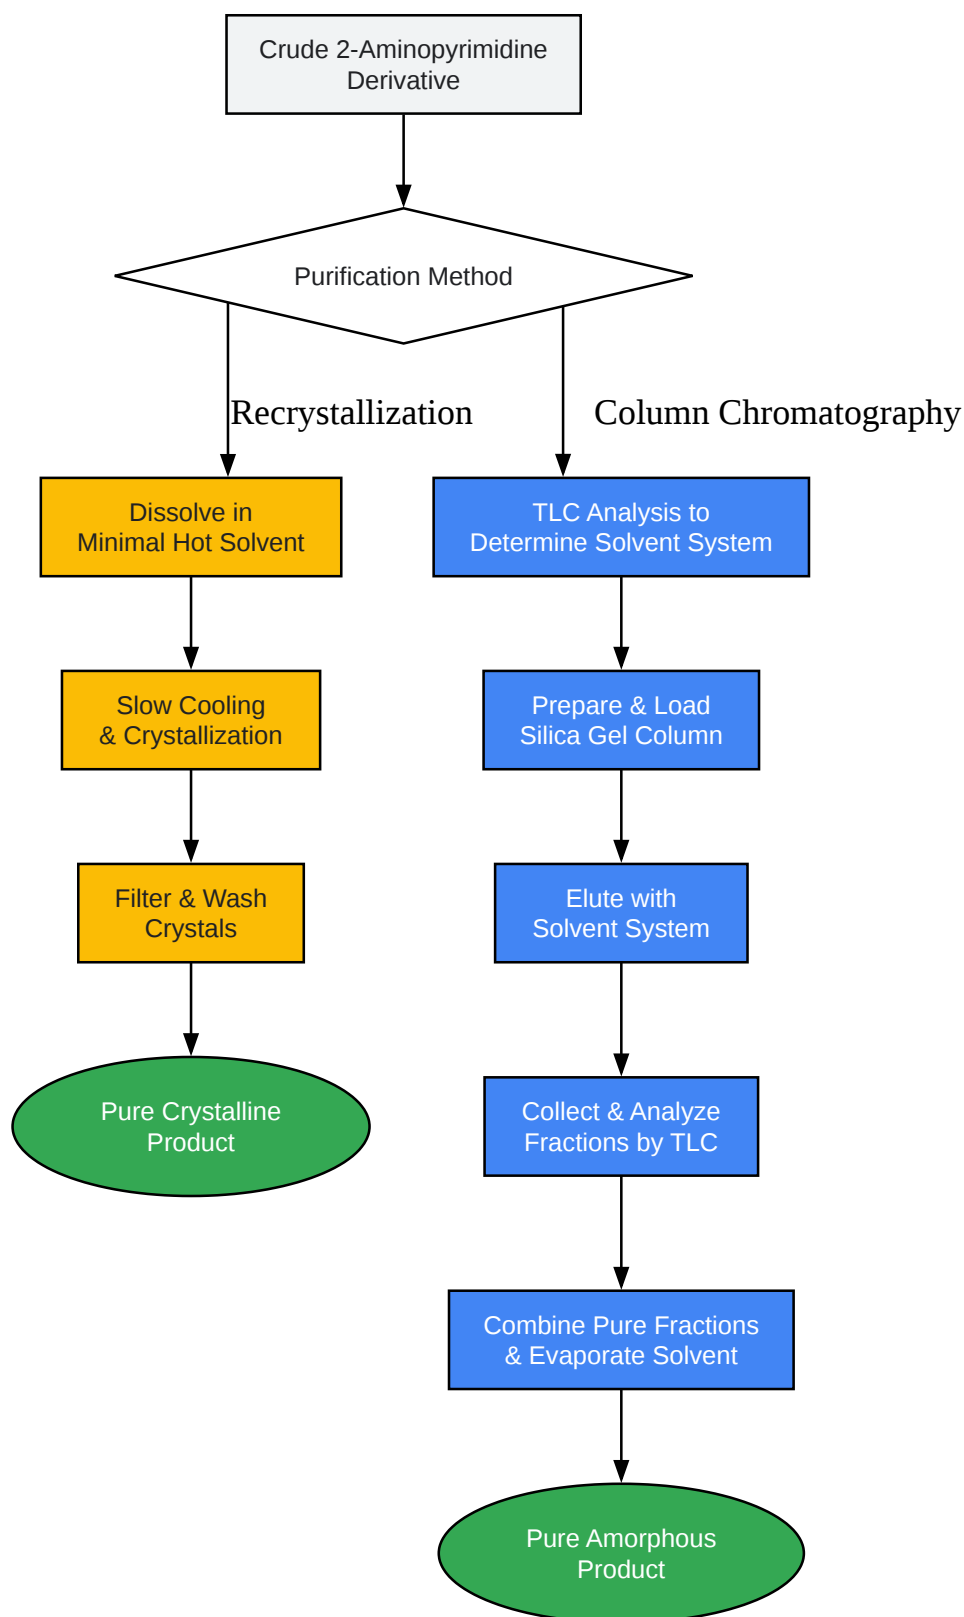 Crude 2-Aminopyrimidine
Derivative
Purification Method
Recrystallization
Column Chromatography
Dissolve in
Minimal Hot Solvent
TLC Analysis to
Determine Solvent System
Slow Cooling
& Crystallization
Prepare & Load
Silica Gel Column
Filter & Wash
Crystals
Elute with
Solvent System
Pure Crystalline
Product
Collect & Analyze
Fractions by TLC
Combine Pure Fractions
& Evaporate Solvent
Pure Amorphous
Product